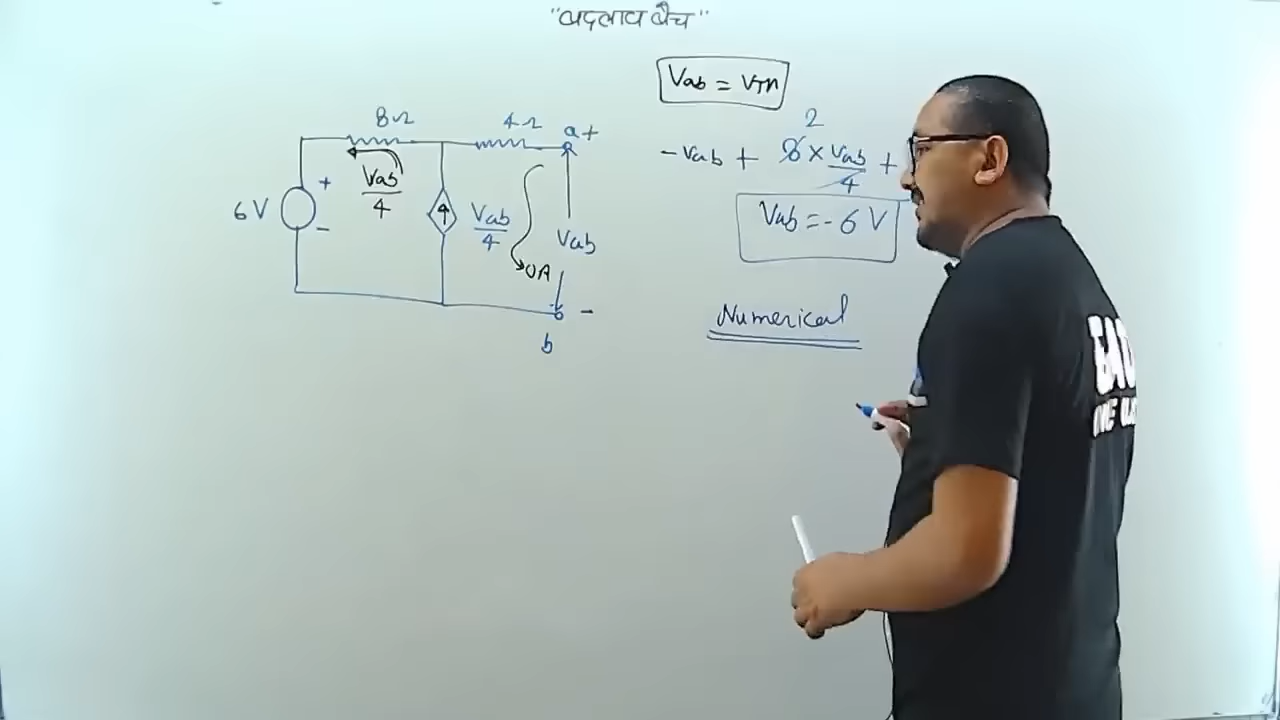 "बदलाव बैच"
Vab = VTh
8Ω
4Ω
a +
2
-Vab + 8 × Vab/4 +
+
Vab/4
6 V
-
Vab/4
Vab
0A
b
-
Vab = - 6 V
Numerical